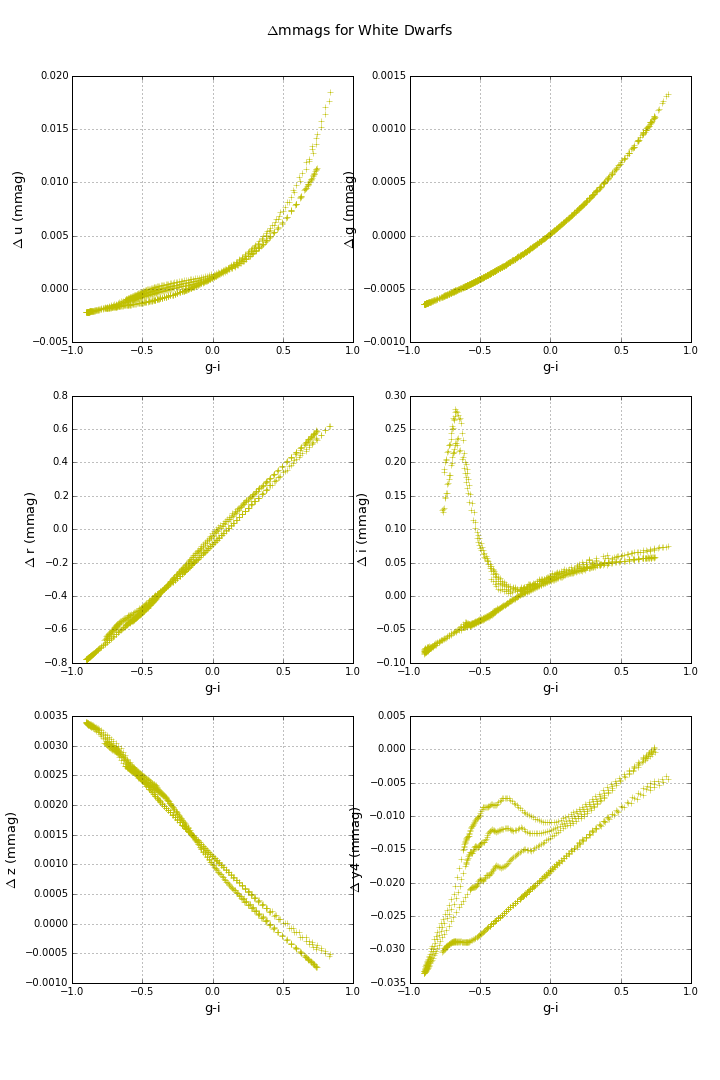 Δmmags for White Dwarfs
0.020
0.015
0.010
0.005
0.000
−0.005
Δ u (mmag)
−1.0 −0.5 0.0 0.5 1.0
g-i
0.0015
0.0010
0.0005
0.0000
−0.0005
−0.0010
Δ g (mmag)
−1.0 −0.5 0.0 0.5 1.0
g-i
0.8
0.6
0.4
0.2
0.0
−0.2
−0.4
−0.6
−0.8
Δ r (mmag)
−1.0 −0.5 0.0 0.5 1.0
g-i
0.30
0.25
0.20
0.15
0.10
0.05
0.00
−0.05
−0.10
Δ i (mmag)
−1.0 −0.5 0.0 0.5 1.0
g-i
0.0035
0.0030
0.0025
0.0020
0.0015
0.0010
0.0005
0.0000
−0.0005
−0.0010
Δ z (mmag)
−1.0 −0.5 0.0 0.5 1.0
g-i
0.005
0.000
−0.005
−0.010
−0.015
−0.020
−0.025
−0.030
−0.035
Δ y4 (mmag)
−1.0 −0.5 0.0 0.5 1.0
g-i